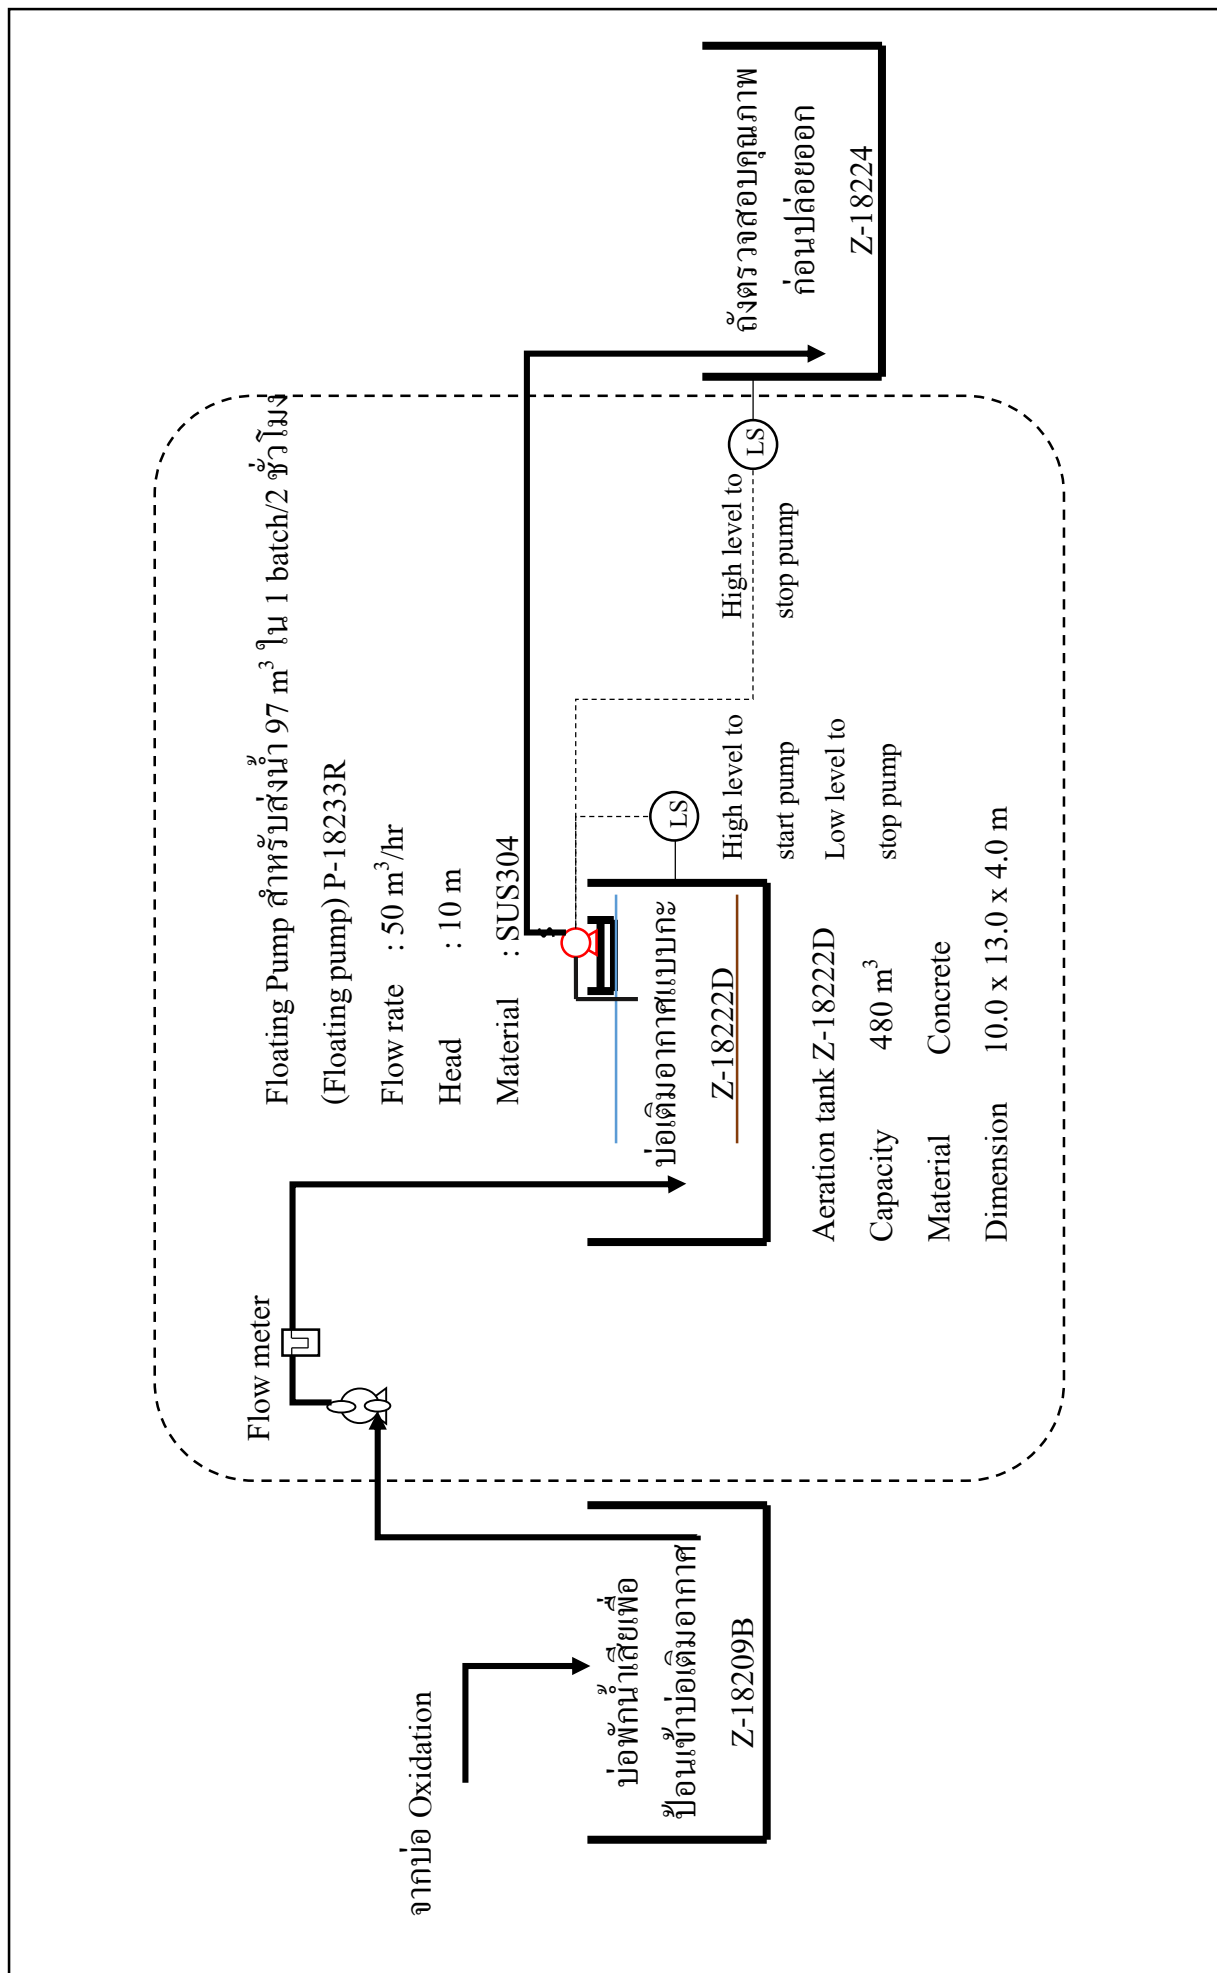 Flow meter
Floating Pump สำหรับส่งน้ำ 97 m³ ใน 1 batch/2 ชั่วโมง
(Floating pump) P-18233R
Flow rate : 50 m³/hr
Head : 10 m
Material : SUS304
จากบ่อ Oxidation
บ่อพักน้ำเสียเพื่อ
ป้อนเข้าบ่อเติมอากาศ
Z-18209B
บ่อเติมอากาศแบบกะ
Z-18222D
LS
High level to
start pump
Low level to
stop pump
LS
High level to
stop pump
ถังตรวจสอบคุณภาพ
ก่อนปล่อยออก
Z-18224
Aeration tank Z-18222D
Capacity 480 m³
Material Concrete
Dimension 10.0 x 13.0 x 4.0 m